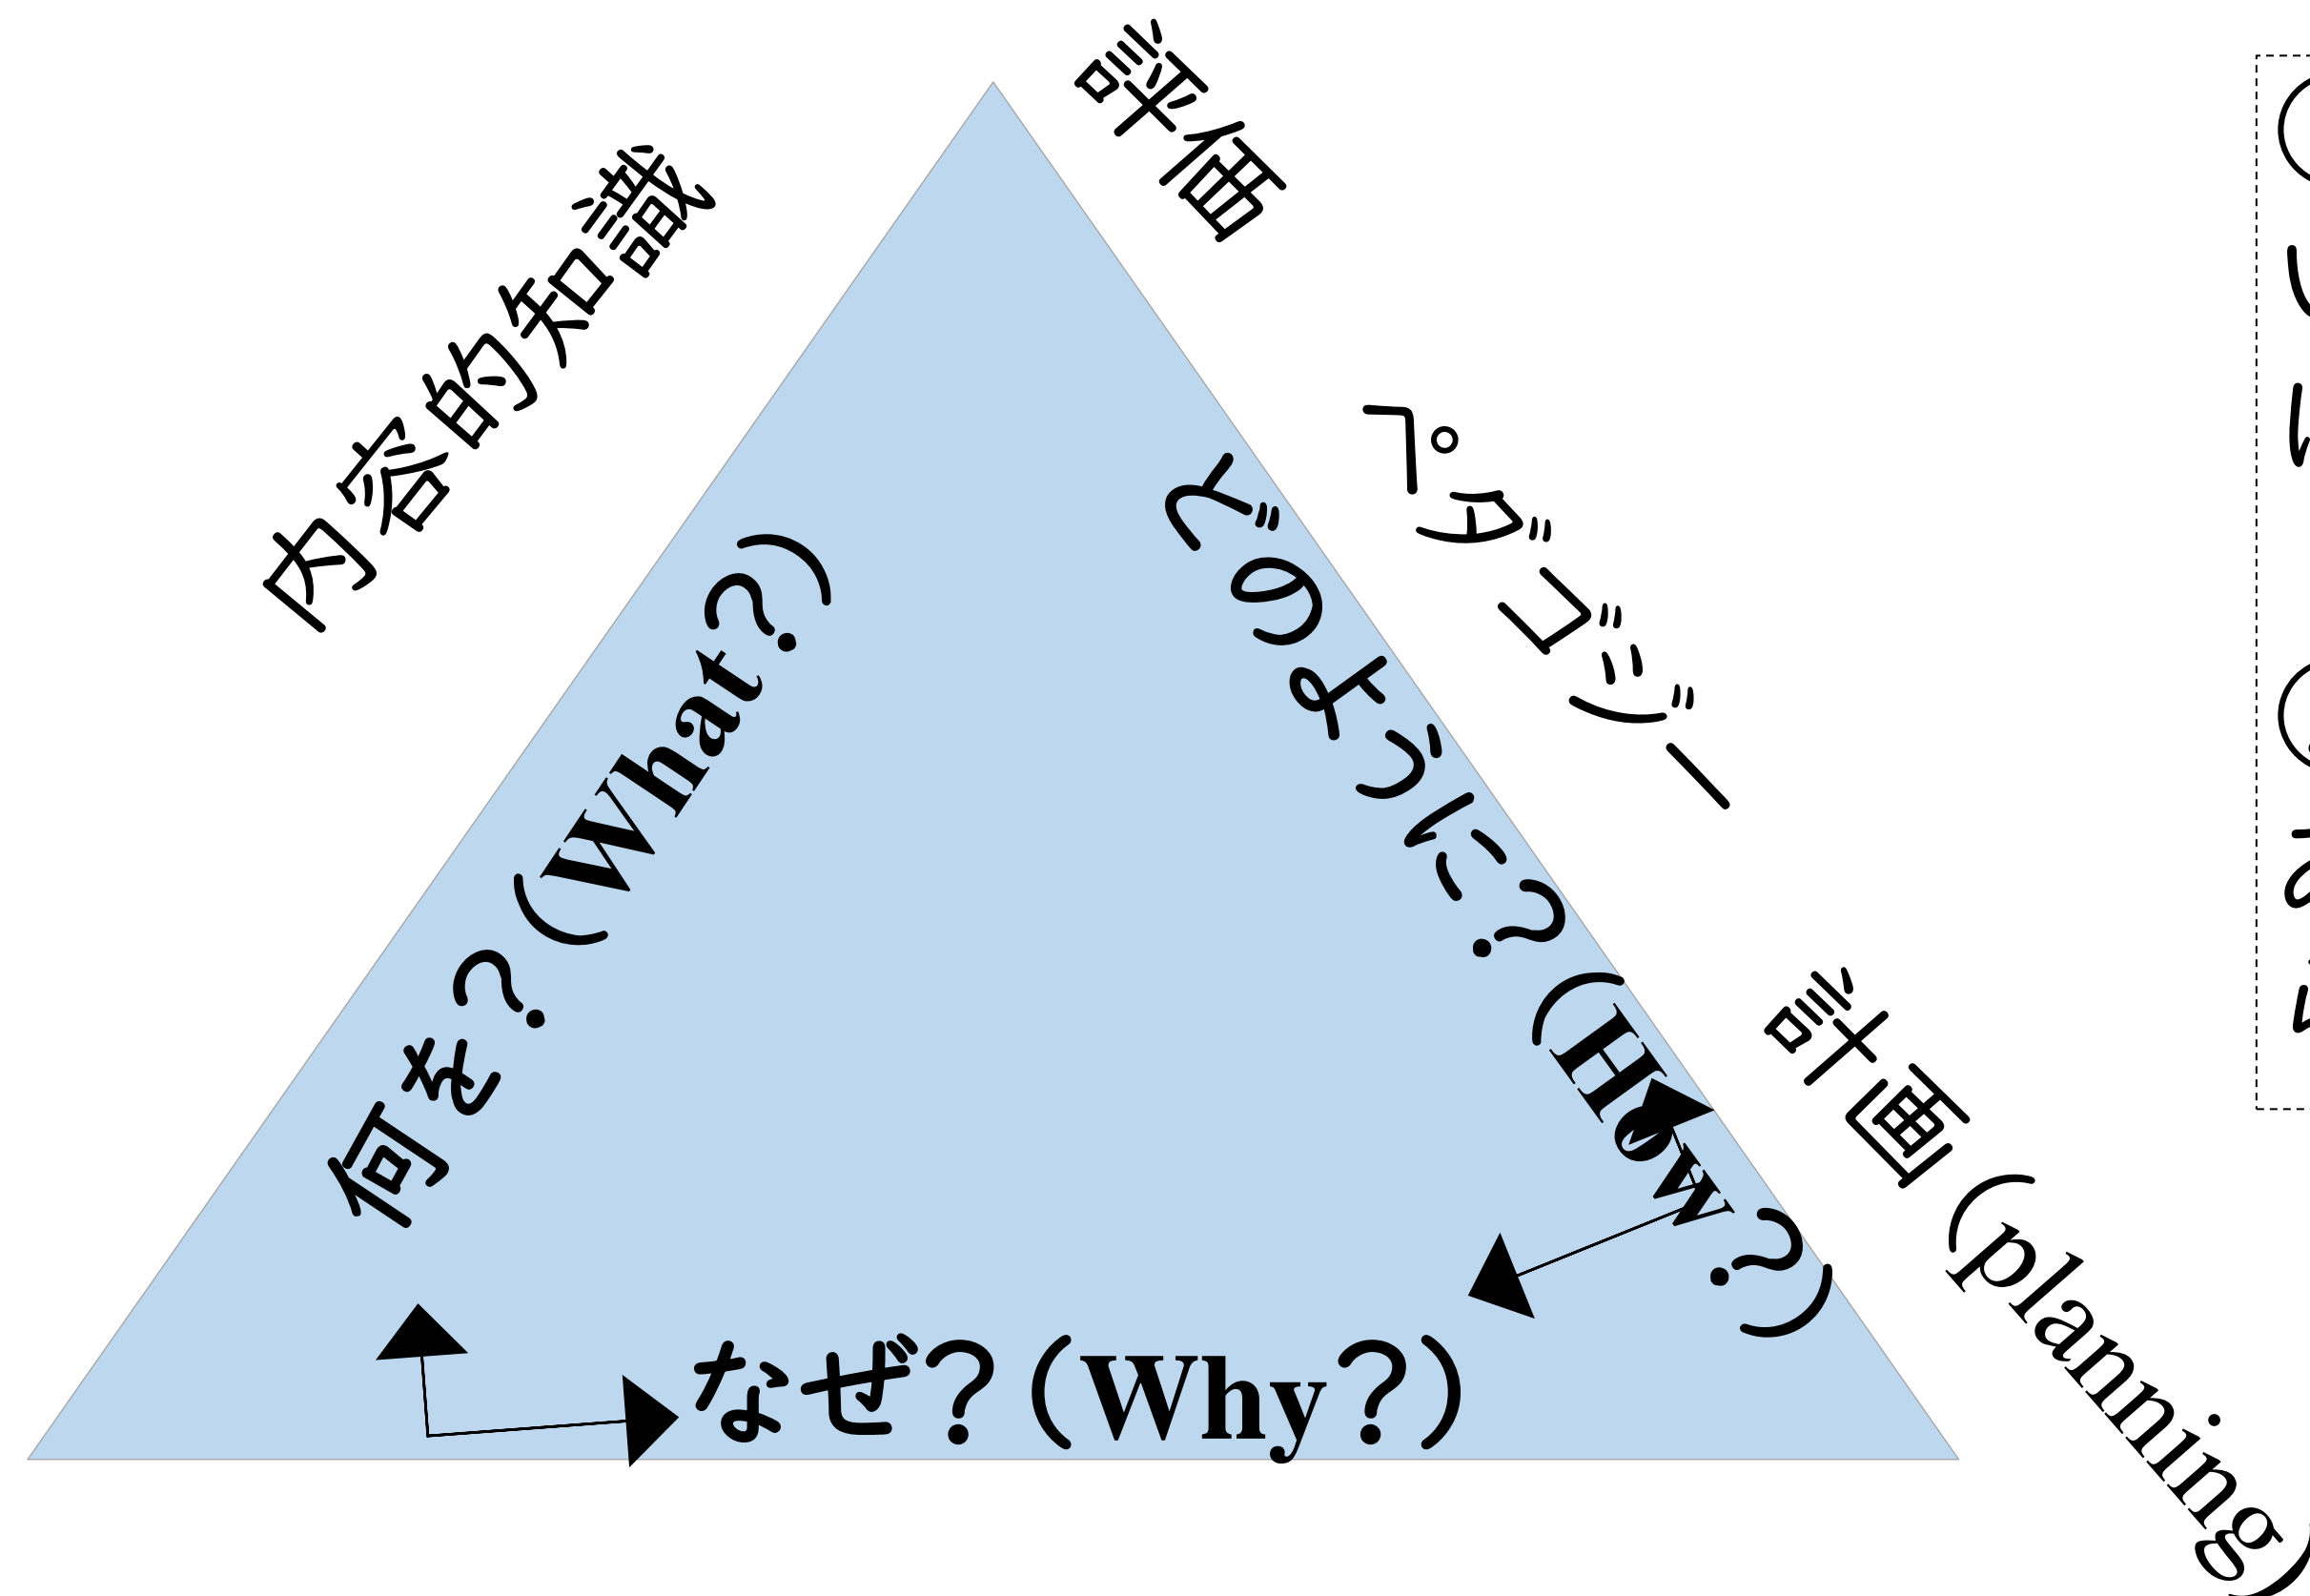 評価
内容的知識
ペダゴジー
何を？（What？）
どのように？（How？）
計画（planning）
なぜ？（Why？）